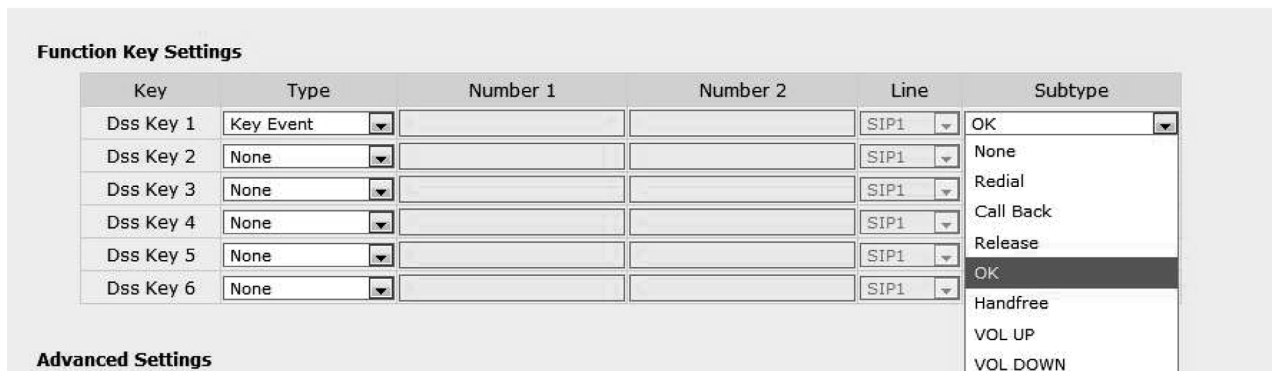 Function Key Settings
Key Type Number 1 Number 2 Line Subtype
Dss Key 1 Key Event SIP1 OK
Dss Key 2 None SIP1 None
Dss Key 3 None SIP1 Redial
Dss Key 4 None SIP1 Call Back
Dss Key 5 None SIP1 Release
Dss Key 6 None SIP1 OK
Handfree
VOL UP
Advanced Settings VOL DOWN